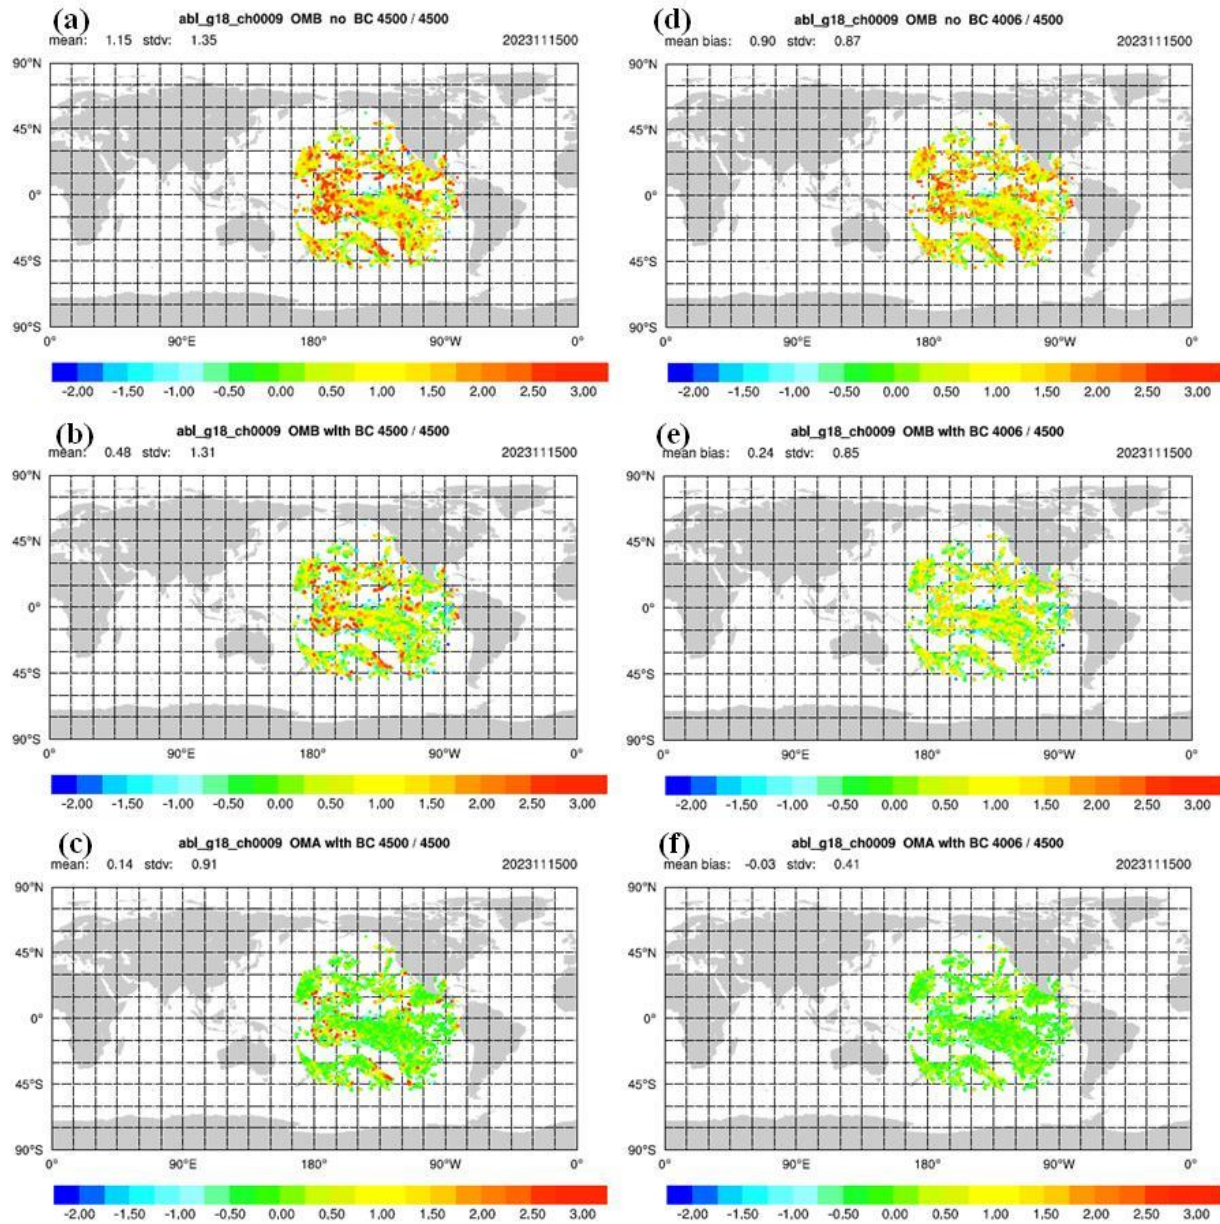 (a)
abI_g18_ch0009 OMB no BC 4500 / 4500
mean: 1.15 stdv: 1.35 2023111500
90°N
45°N
0°
45°S
90°S
0° 90°E 180° 90°W 0°
-2.00 -1.50 -1.00 -0.50 0.00 0.50 1.00 1.50 2.00 2.50 3.00
(d)
abI_g18_ch0009 OMB no BC 4006 / 4500
mean bias: 0.90 stdv: 0.87 2023111500
90°N
45°N
0°
45°S
90°S
0° 90°E 180° 90°W 0°
-2.00 -1.50 -1.00 -0.50 0.00 0.50 1.00 1.50 2.00 2.50 3.00
(b)
abI_g18_ch0009 OMB wIth BC 4500 / 4500
mean: 0.48 stdv: 1.31 2023111500
90°N
45°N
0°
45°S
90°S
0° 90°E 180° 90°W 0°
-2.00 -1.50 -1.00 -0.50 0.00 0.50 1.00 1.50 2.00 2.50 3.00
(e)
abI_g18_ch0009 OMB wIth BC 4006 / 4500
mean bias: 0.24 stdv: 0.85 2023111500
90°N
45°N
0°
45°S
90°S
0° 90°E 180° 90°W 0°
-2.00 -1.50 -1.00 -0.50 0.00 0.50 1.00 1.50 2.00 2.50 3.00
(c)
abI_g18_ch0009 OMA wIth BC 4500 / 4500
mean: 0.14 stdv: 0.91 2023111500
90°N
45°N
0°
45°S
90°S
0° 90°E 180° 90°W 0°
-2.00 -1.50 -1.00 -0.50 0.00 0.50 1.00 1.50 2.00 2.50 3.00
(f)
abI_g18_ch0009 OMA wIth BC 4006 / 4500
mean bias: -0.03 stdv: 0.41 2023111500
90°N
45°N
0°
45°S
90°S
0° 90°E 180° 90°W 0°
-2.00 -1.50 -1.00 -0.50 0.00 0.50 1.00 1.50 2.00 2.50 3.00